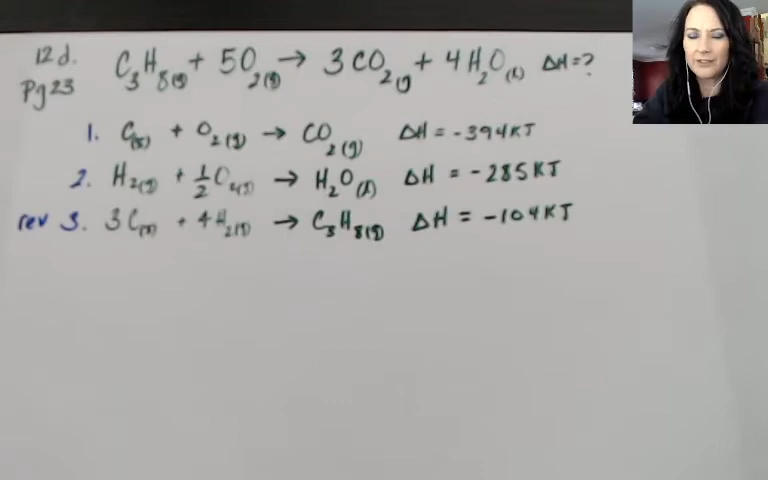 12d. C₃H₈(g) + 5O₂(g) → 3CO₂(g) + 4H₂O(l) ΔH = ?
Pg 23
1. C(s) + O₂(g) → CO₂(g) ΔH = -394KJ
2. H₂(g) + 1/2 O₂(g) → H₂O(l) ΔH = -285KJ
rev 3. 3C(s) + 4H₂(g) → C₃H₈(g) ΔH = -104KJ